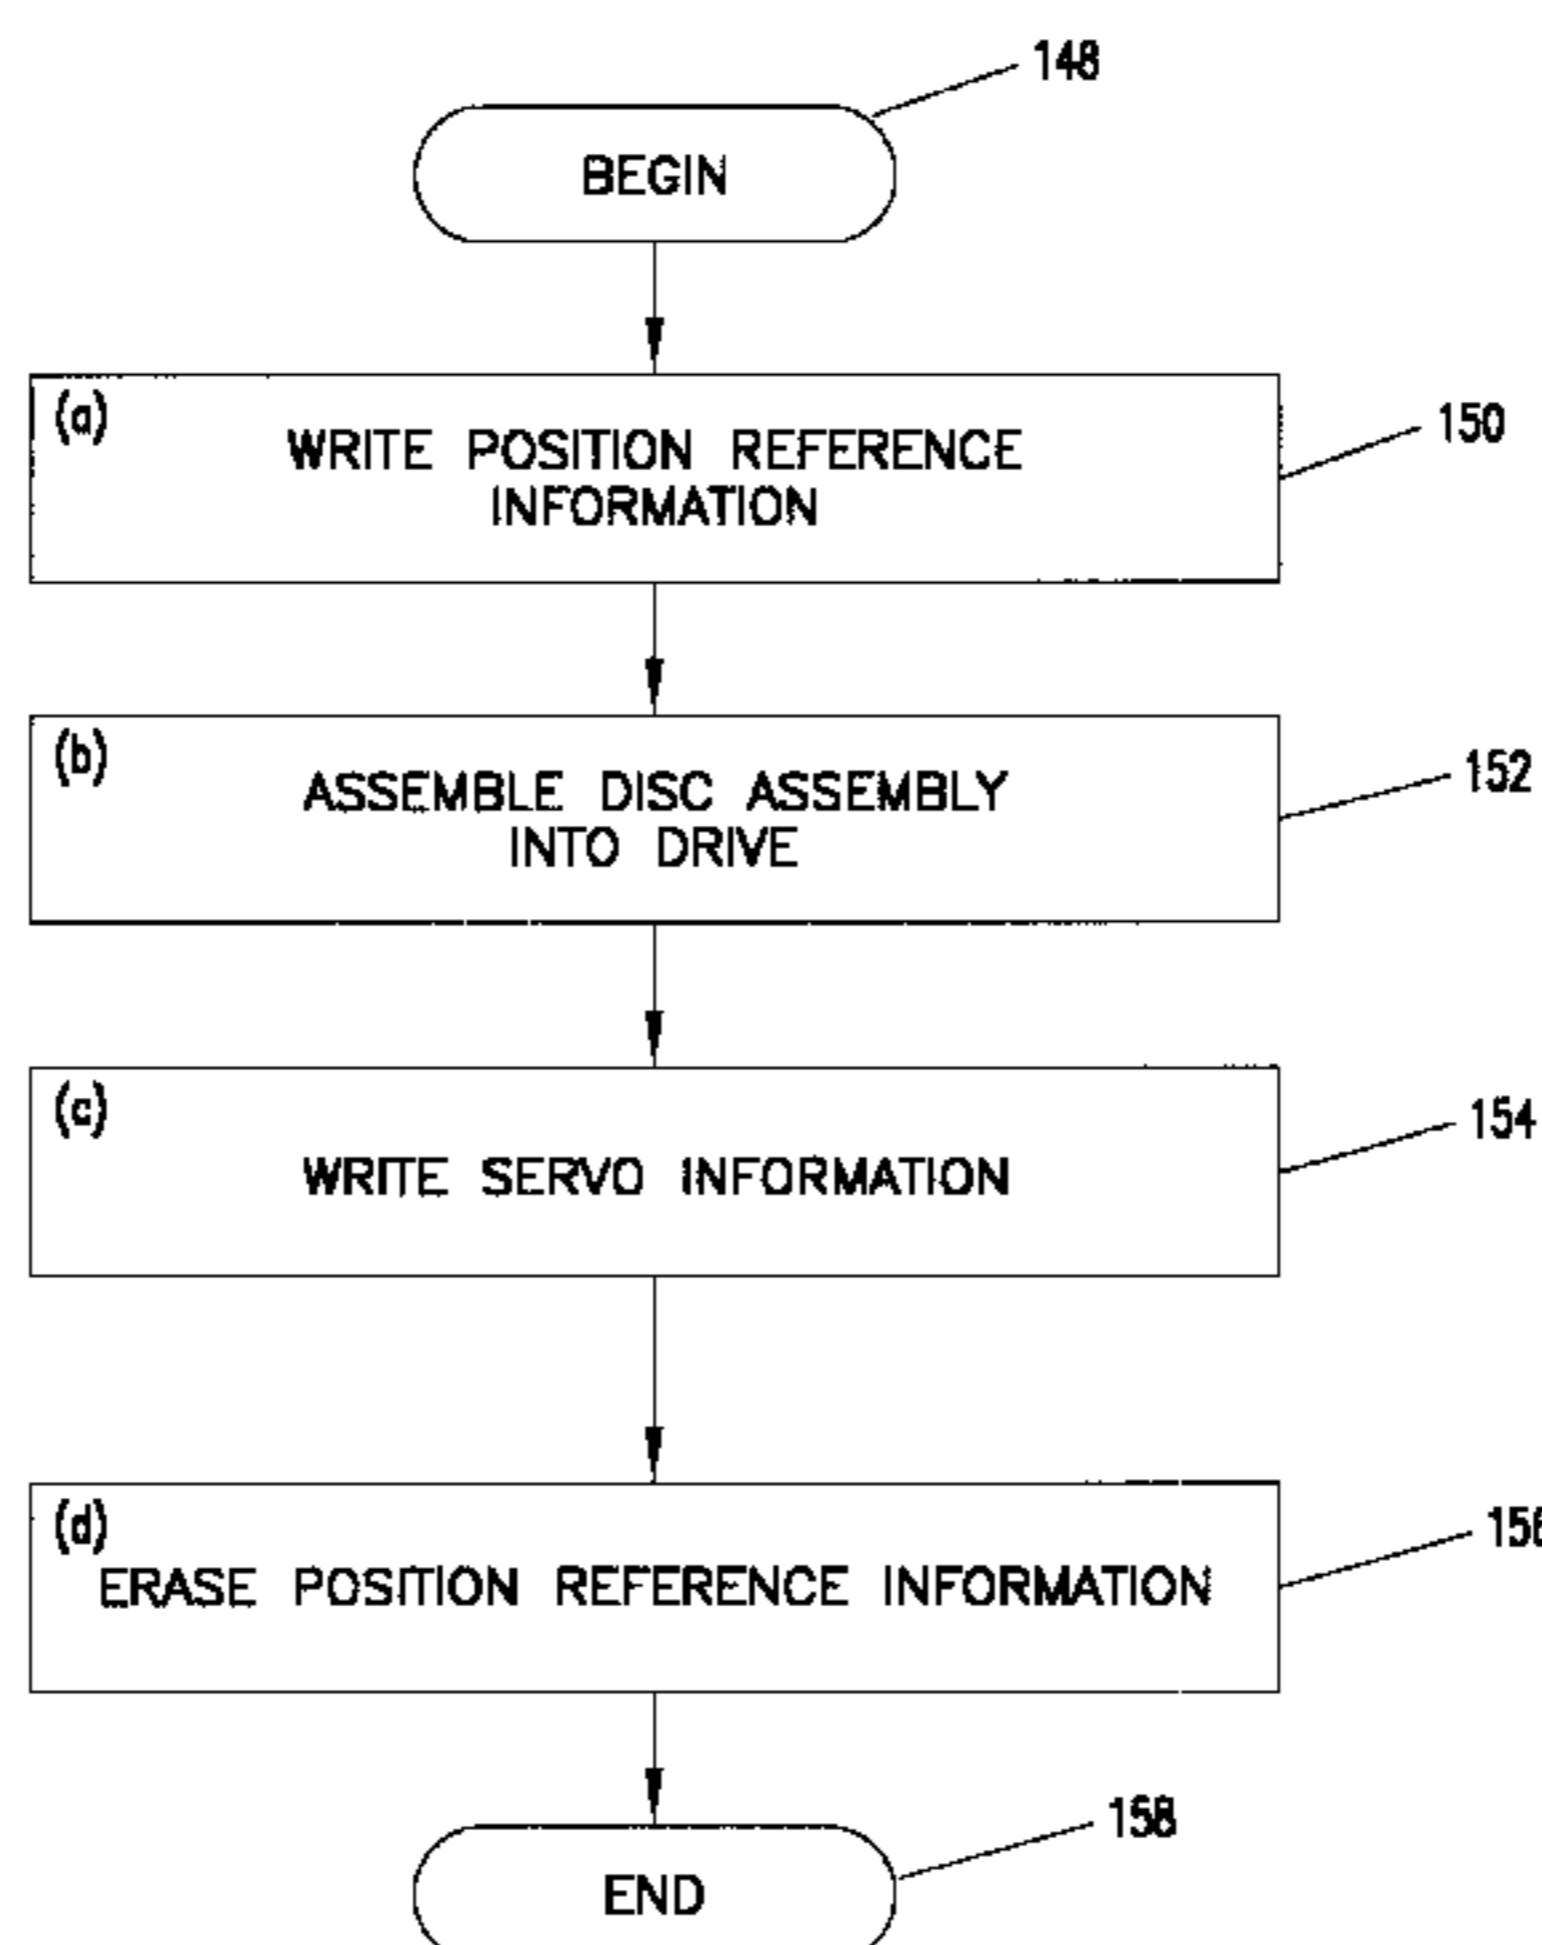 148
BEGIN
(a)
WRITE POSITION REFERENCE
INFORMATION
150
(b)
ASSEMBLE DISC ASSEMBLY
INTO DRIVE
152
(c)
WRITE SERVO INFORMATION
154
(d)
ERASE POSITION REFERENCE INFORMATION
156
158
END